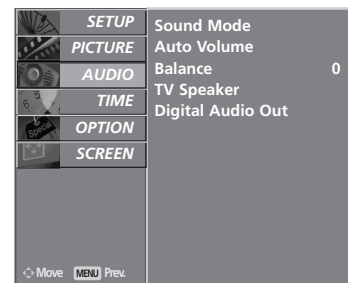 SETUP
PICTURE
AUDIO
TIME
OPTION
SCREEN
Sound Mode
Auto Volume
Balance 0
TV Speaker
Digital Audio Out
Move MENU Prev.